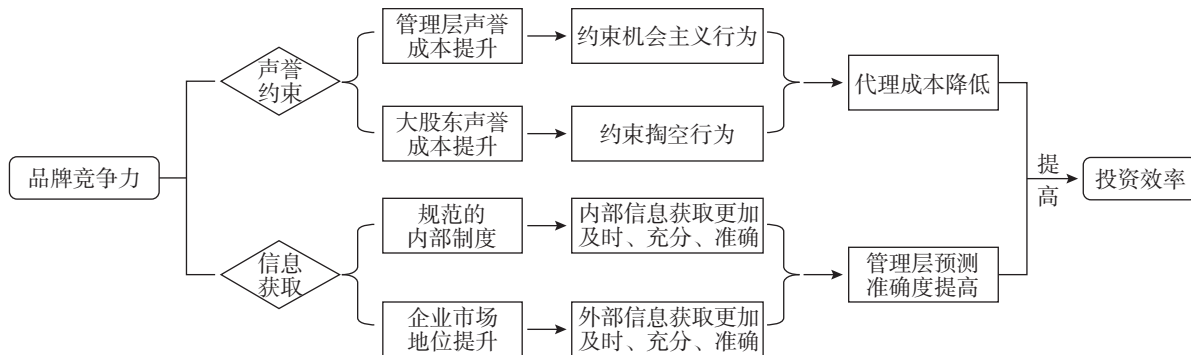 管理层声誉
成本提升
约束机会主义行为
声誉
约束
代理成本降低
大股东声誉
成本提升
约束掏空行为
品牌竞争力
提
高
投资效率
规范的
内部制度
内部信息获取更加
及时、充分、准确
信息
获取
管理层预测
准确度提高
企业市场
地位提升
外部信息获取更加
及时、充分、准确